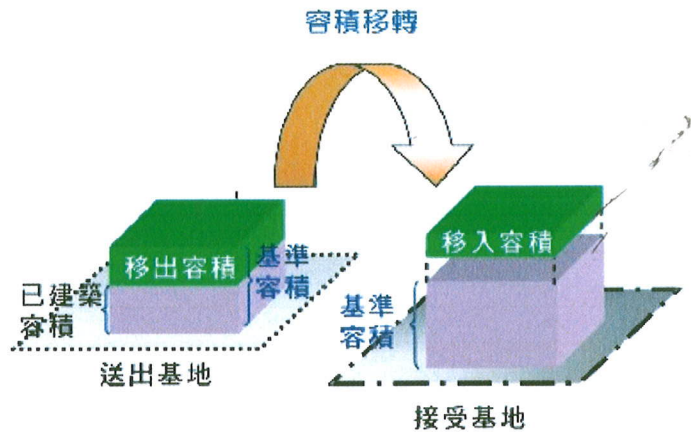 容積移轉
移出容積
基準
容積
已建築
容積
送出基地
移入容積
基準
容積
接受基地